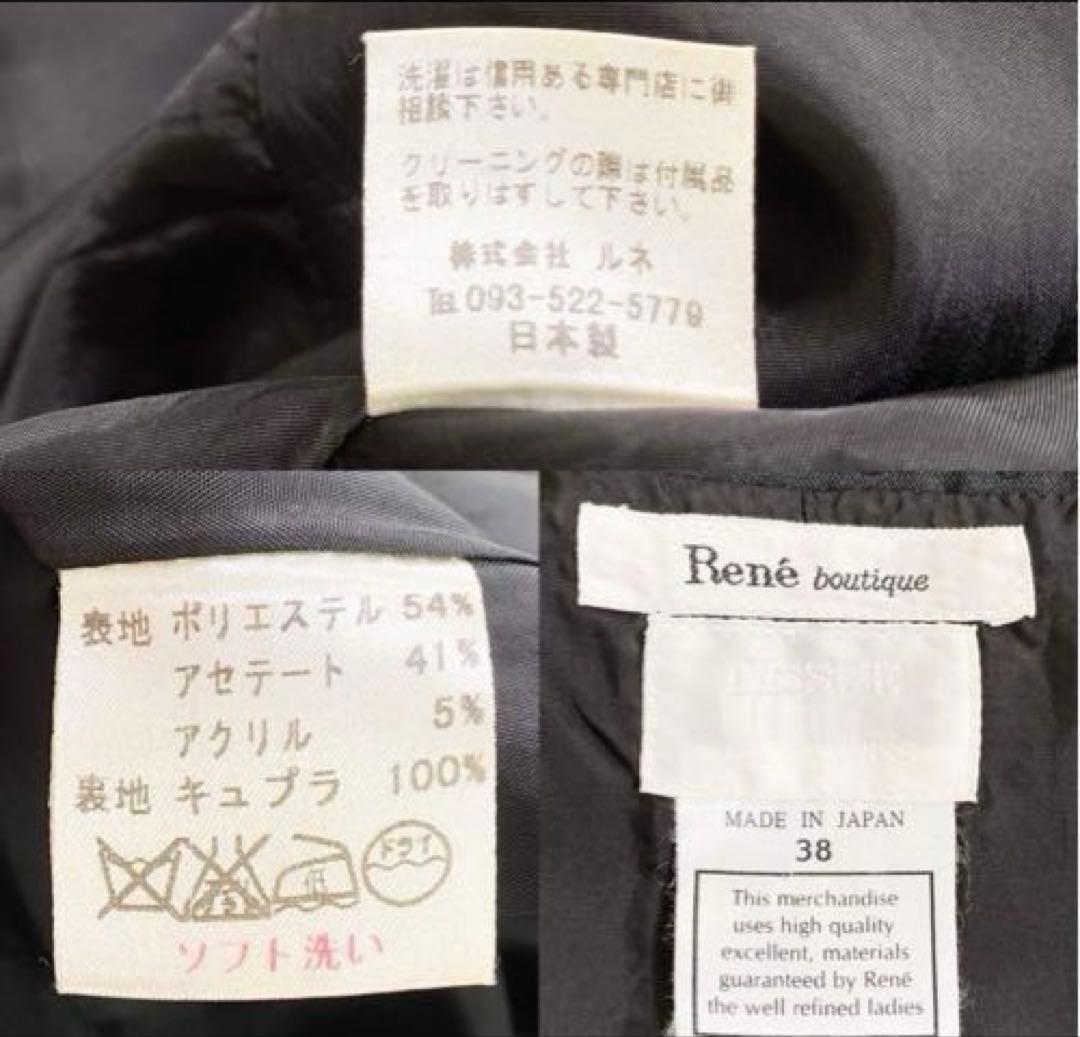 洗濯は信用ある専門店に御
相談下さい。
クリーニングの際は付属品
を取りはずして下さい。
株式会社 ルネ
℡093-522-5779
日本製
表地 ポリエステル 54%
アセテート 41%
アクリル 5%
裏地 キュプラ 100%
低 ドライ
ソフト洗い
René boutique
MADE IN JAPAN
38
This merchandise
uses high quality
excellent, materials
guaranteed by René
the well refined ladies